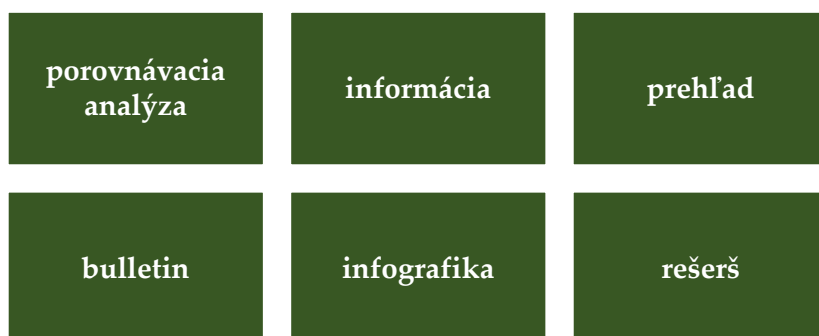 porovnávacia
analýza
informácia
prehľad
bulletin
infografika
rešerš